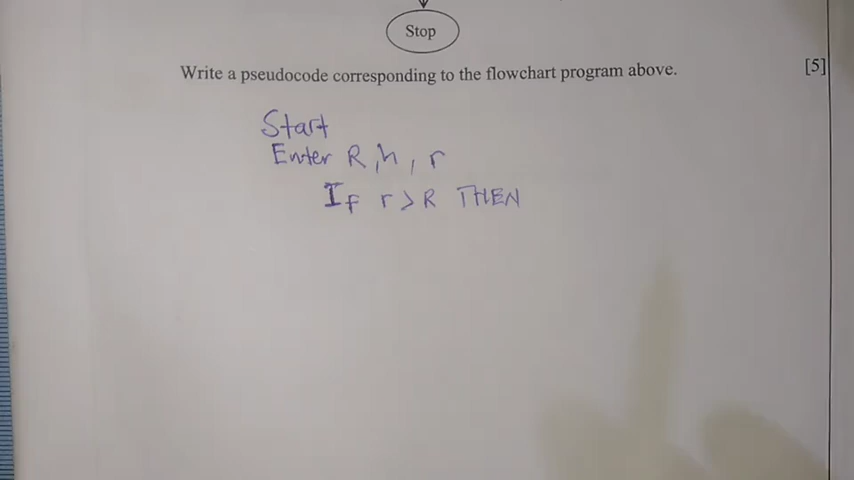 Stop
Write a pseudocode corresponding to the flowchart program above. [5]
Start
Enter R, h, r
If r > R THEN